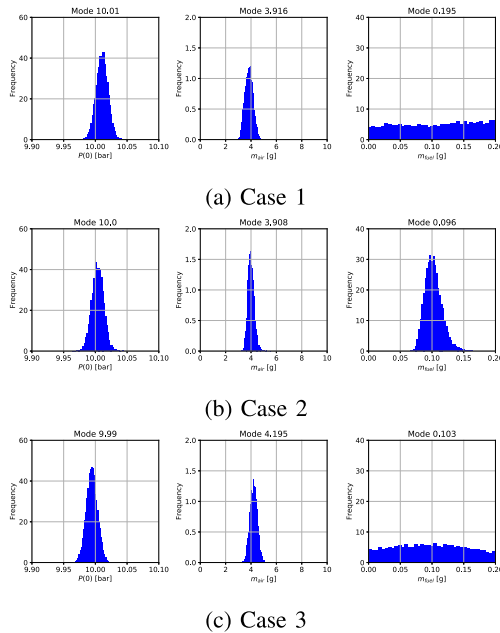 Mode 10.01 Mode 3.916 Mode 0.195
60 2.0 40
40 1.5 30
1.0 20
20 0.5 10
0 0.0 0
Frequency Frequency Frequency
9.90 9.95 10.00 10.05 10.10 0 2 4 6 8 10 0.00 0.05 0.10 0.15 0.20
P(0) [bar] m_air [g] m_fuel [g]
(a) Case 1
Mode 10.0 Mode 3.908 Mode 0.096
60 2.0 40
40 1.5 30
1.0 20
20 0.5 10
0 0.0 0
Frequency Frequency Frequency
9.90 9.95 10.00 10.05 10.10 0 2 4 6 8 10 0.00 0.05 0.10 0.15 0.20
P(0) [bar] m_air [g] m_fuel [g]
(b) Case 2
Mode 9.99 Mode 4.195 Mode 0.103
60 2.0 40
40 1.5 30
1.0 20
20 0.5 10
0 0.0 0
Frequency Frequency Frequency
9.90 9.95 10.00 10.05 10.10 0 2 4 6 8 10 0.00 0.05 0.10 0.15 0.20
P(0) [bar] m_air [g] m_fuel [g]
(c) Case 3